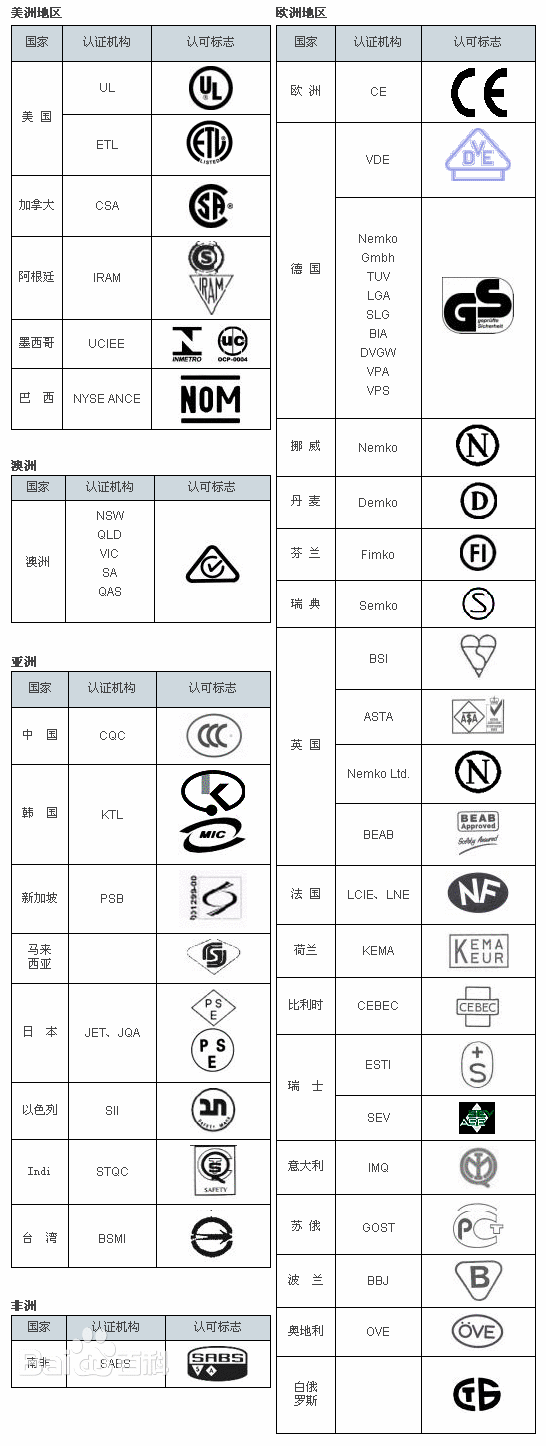 美洲地区
国家 认证机构 认可标志
美 国 UL UL
ETL ETL LISTED
加拿大 CSA SA ®
阿根廷 IRAM S IRAM
墨西哥 UCIEE INMETRO UC OCP-0004
巴 西 NYSE ANCE NOM
澳洲
国家 认证机构 认可标志
澳洲
NSW
QLD
VIC
SA
QAS
亚洲
国家 认证机构 认可标志
中 国 CQC CCC
韩 国 KTL K
MIC
新加坡 PSB 001299-00 S
马来
西亚
日 本 JET、JQA
P S
E
P S
E
以色列 SII
SAFETY MARK
Indi STQC
SAFETY
台 湾 BSMI
非洲
国家 认证机构 认可标志
南非 SABS SABS
S A
Baidu百科
欧洲地区
国家 认证机构 认可标志
欧 洲 CE CE
德 国 VDE DVE
Nemko
Gmbh
TUV
LGA
SLG
BIA
DVGW
VPA
VPS
GS
geprüfte
Sicherheit
挪 威 Nemko N
丹 麦 Demko D
芬 兰 Fimko FI
瑞 典 Semko S
英 国 BSI
ASTA ASTA
Nemko Ltd. N
BEAB BEAB
Approved
Safety Assured
法 国 LCIE、LNE NF
荷兰 KEMA KEMA
KEUR
比利时 CEBEC CEBEC
瑞 士 ESTI + S
SEV
意大利 IMQ
苏 俄 GOST PCT
波 兰 BBJ B
奥地利 OVE ÖVE
白俄
罗斯